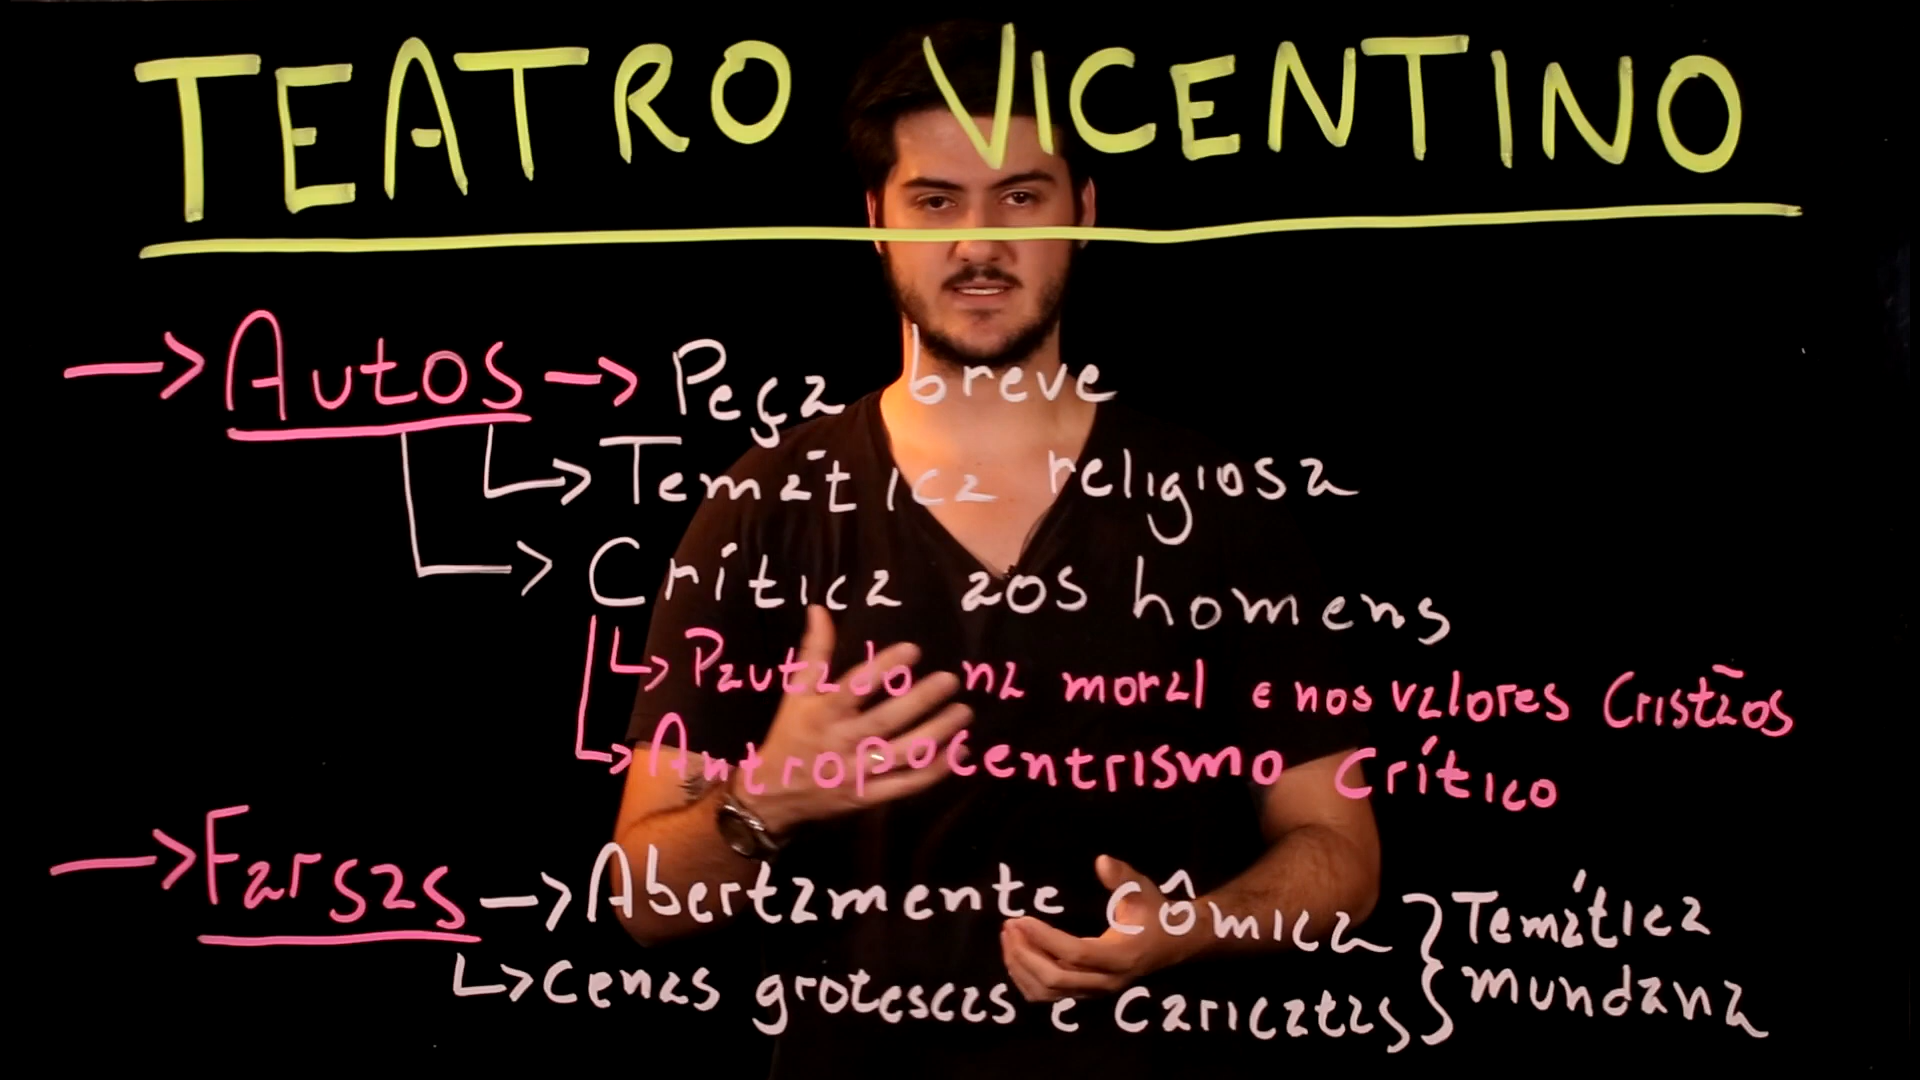 TEATRO VICENTINO
→ Autos → Peça breve
↳ Temática religiosa
↳ Crítica aos homens
↳ Pautado na moral e nos valores Cristãos
↳ Antropocentrismo Crítico
→ Farsas → Abertamente cômica } Temática
↳ Cenas grotescas e caricatas } mundana